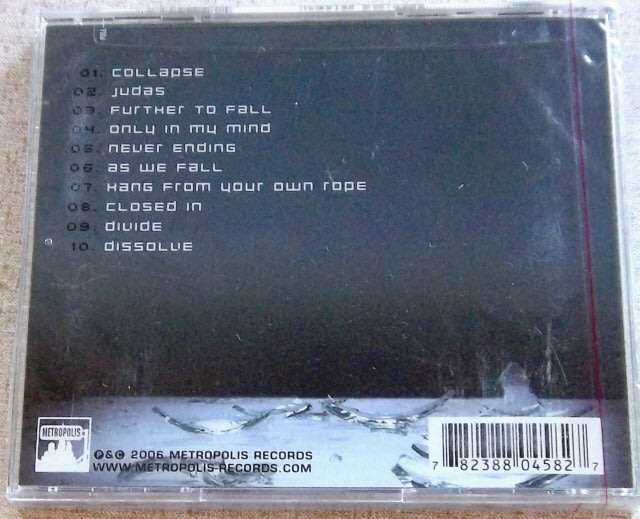 01. COLLAPSE
02. JUDAS
03. FURTHER TO FALL
04. ONLY IN MY MIND
05. NEVER ENDING
06. AS WE FALL
07. HANG FROM YOUR OWN ROPE
08. CLOSED IN
09. DIVIDE
10. DISSOLVE
METROPOLIS
℗&© 2006 METROPOLIS RECORDS
WWW.METROPOLIS-RECORDS.COM
7 82388 04582 7